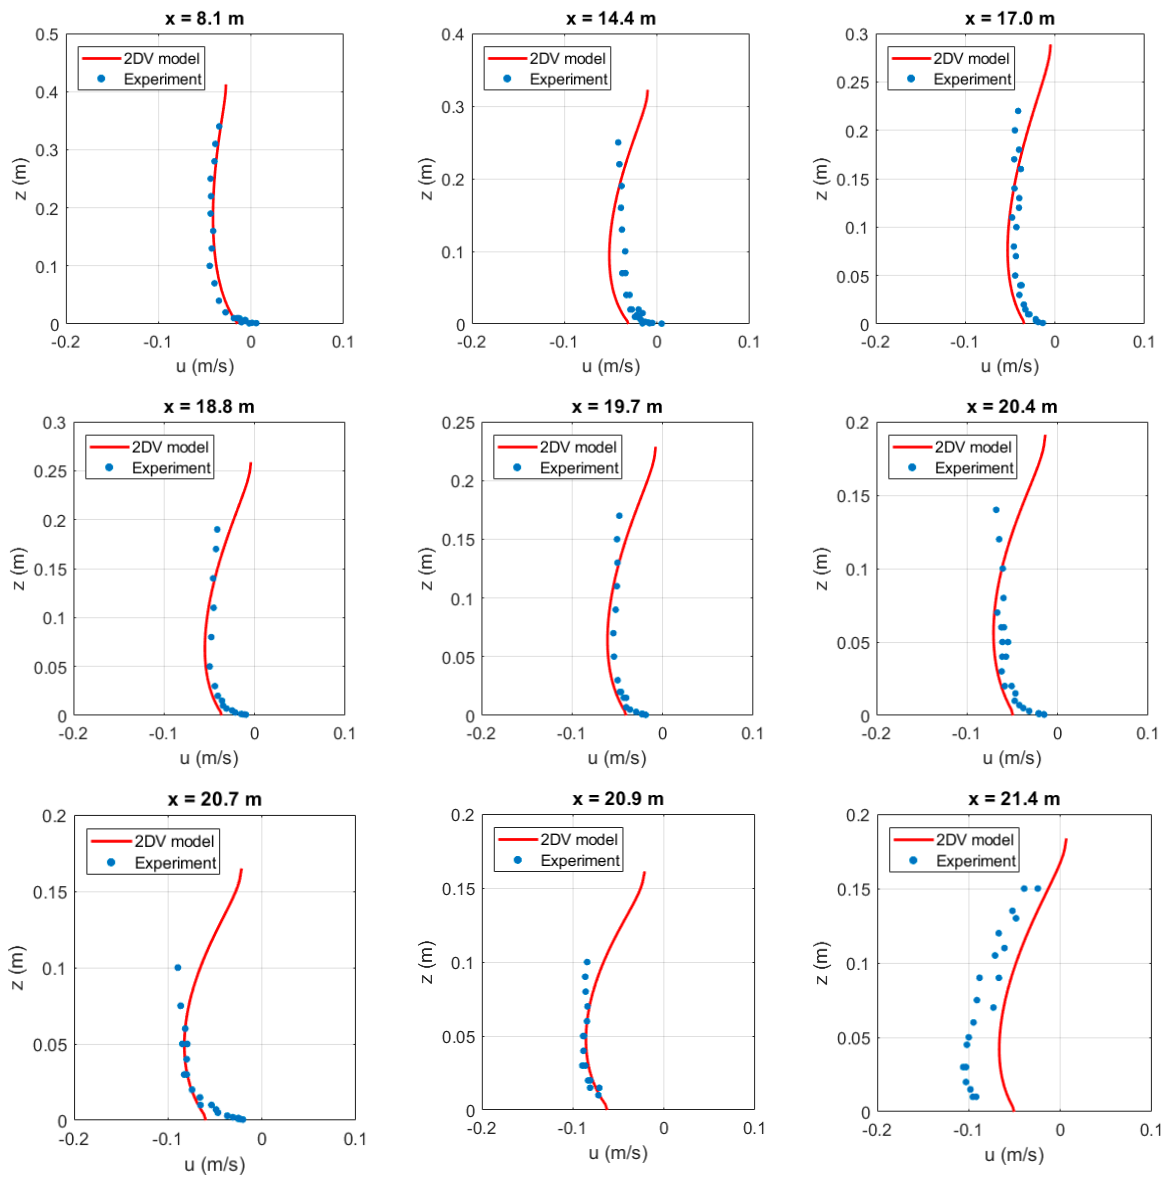 x = 8.1 m
2DV model
Experiment
0.5
0.4
0.3
0.2
0.1
0
-0.2
-0.1
0
0.1
z (m)
u (m/s)
x = 14.4 m
2DV model
Experiment
0.4
0.3
0.2
0.1
0
-0.2
-0.1
0
0.1
z (m)
u (m/s)
x = 17.0 m
2DV model
Experiment
0.3
0.25
0.2
0.15
0.1
0.05
0
-0.2
-0.1
0
0.1
z (m)
u (m/s)
x = 18.8 m
2DV model
Experiment
0.3
0.25
0.2
0.15
0.1
0.05
0
-0.2
-0.1
0
0.1
z (m)
u (m/s)
x = 19.7 m
2DV model
Experiment
0.25
0.2
0.15
0.1
0.05
0
-0.2
-0.1
0
0.1
z (m)
u (m/s)
x = 20.4 m
2DV model
Experiment
0.2
0.15
0.1
0.05
0
-0.2
-0.1
0
0.1
z (m)
u (m/s)
x = 20.7 m
2DV model
Experiment
0.2
0.15
0.1
0.05
0
-0.2
-0.1
0
0.1
z (m)
u (m/s)
x = 20.9 m
2DV model
Experiment
0.2
0.15
0.1
0.05
0
-0.2
-0.1
0
0.1
z (m)
u (m/s)
x = 21.4 m
2DV model
Experiment
0.2
0.15
0.1
0.05
0
-0.2
-0.1
0
0.1
z (m)
u (m/s)